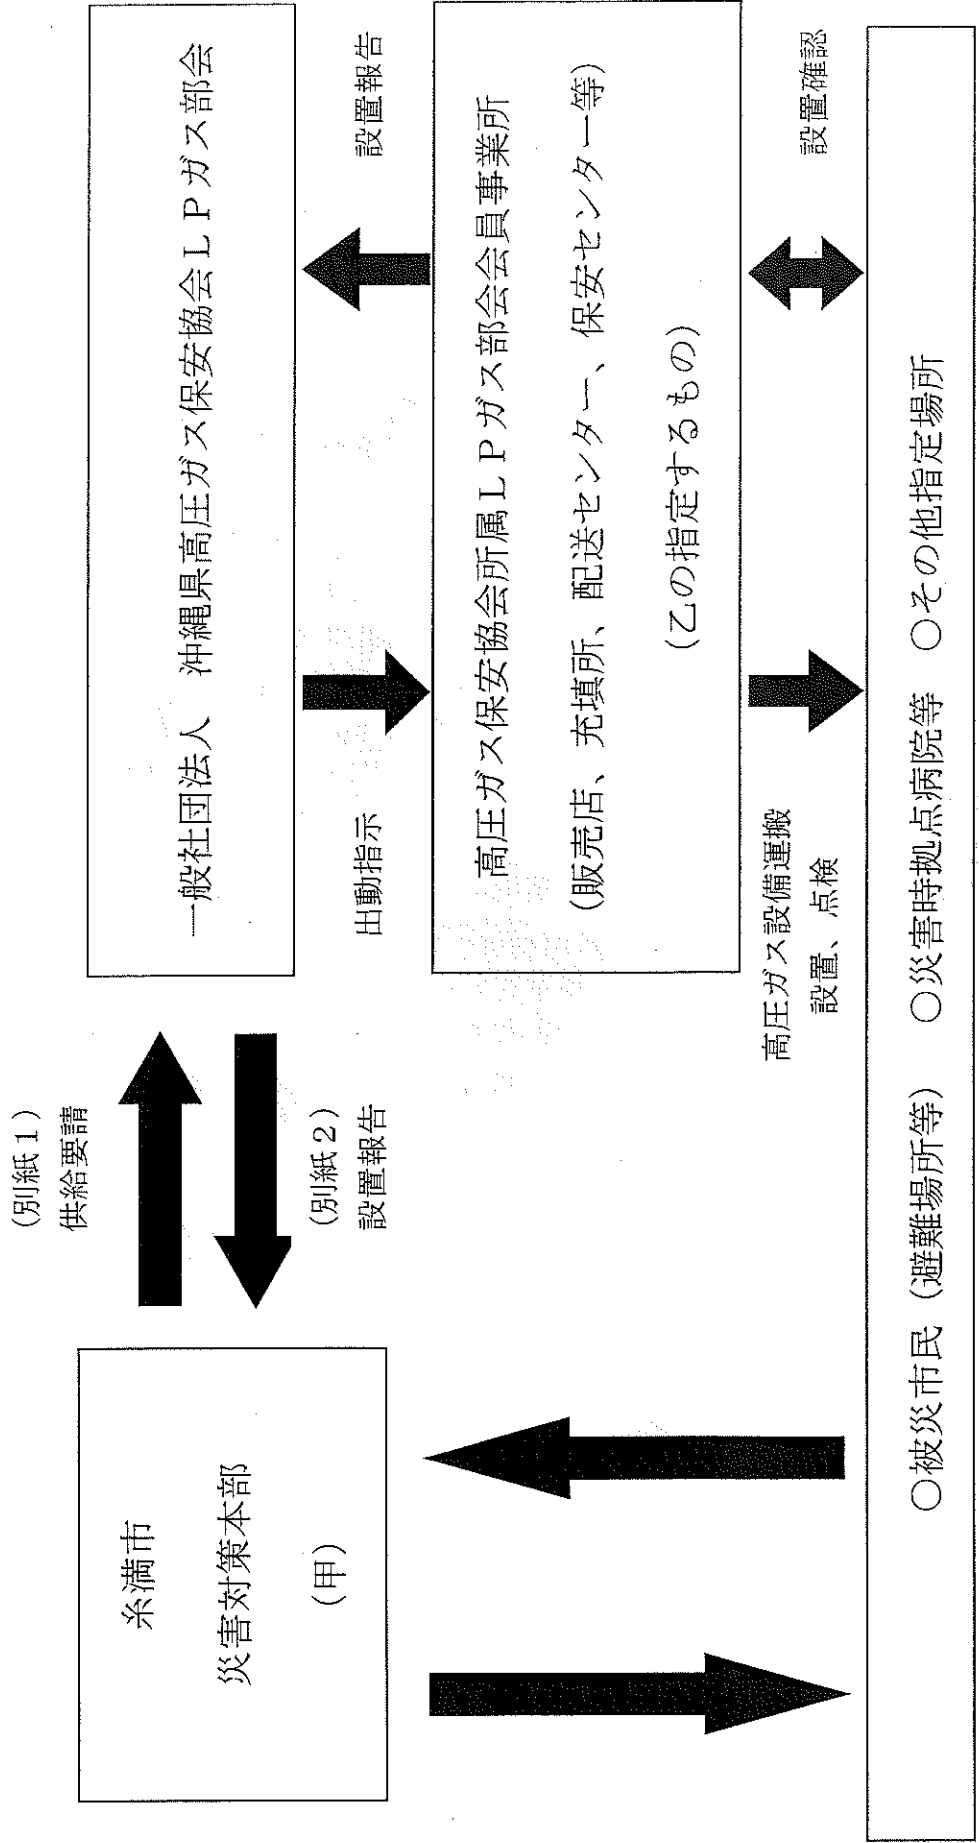 糸満市
災害対策本部
(甲)
(別紙1)
供給要請
(別紙2)
設置報告
一般社団法人　沖縄県高圧ガス保安協会LPガス部会
出動指示
設置報告
高圧ガス保安協会所属LPガス部会会員事業所
(販売店、充填所、配送センター、保安センター等)
(乙の指定するもの)
高圧ガス設備運搬
設置、点検
設置確認
○被災市民（避難場所等）　○災害時拠点病院等　○その他指定場所